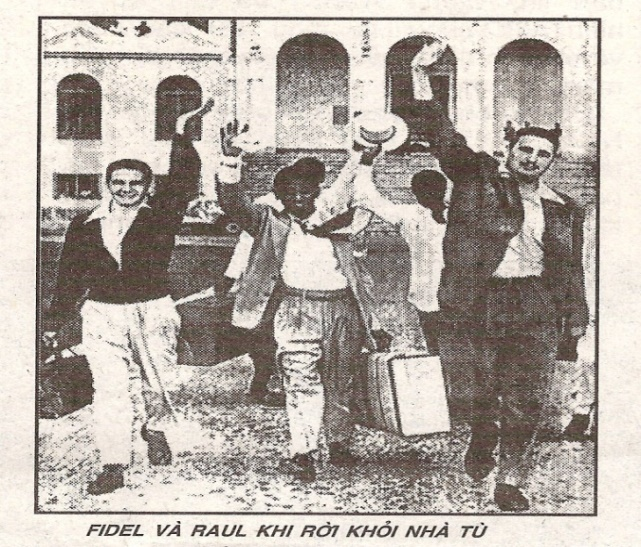 FIDEL VÀ RAUL KHI RỜI KHỎI NHÀ TÙ